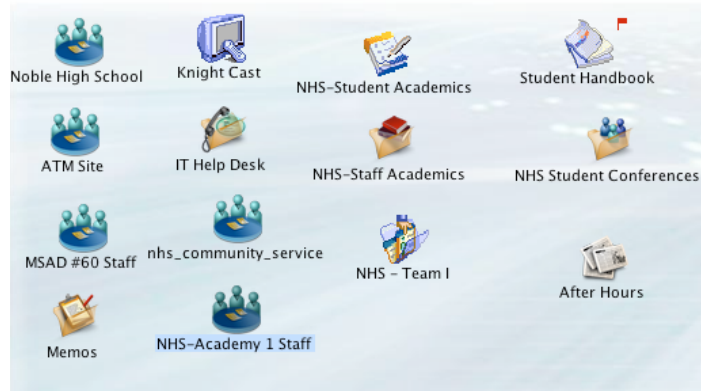 Noble High School
Knight Cast
NHS-Student Academics
Student Handbook
ATM Site
IT Help Desk
NHS-Staff Academics
NHS Student Conferences
MSAD #60 Staff
nhs_community_service
NHS - Team I
After Hours
Memos
NHS-Academy 1 Staff